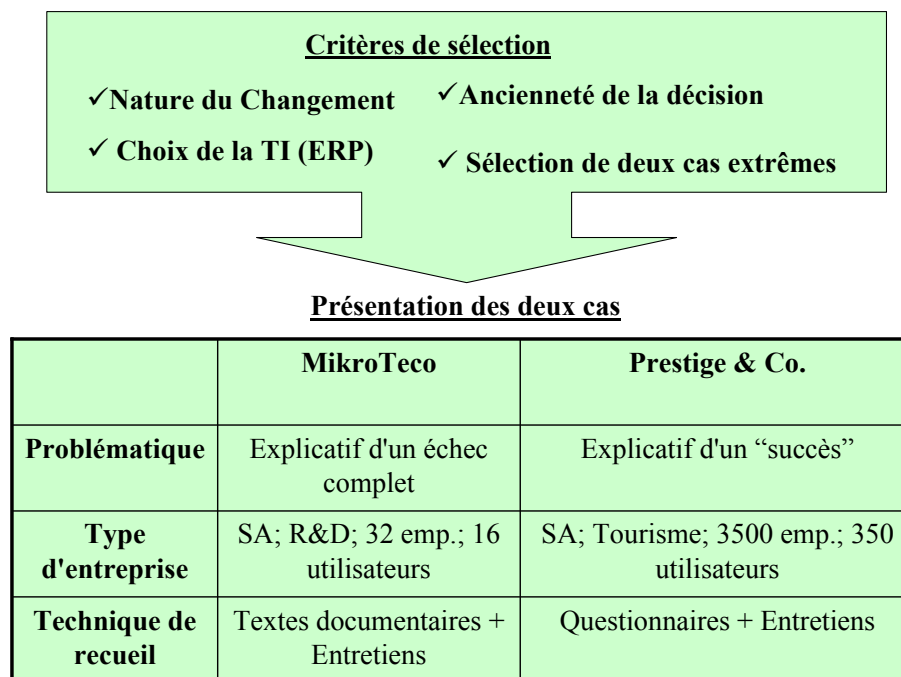 Critères de sélection
✓Nature du Changement ✓Ancienneté de la décision
✓ Choix de la TI (ERP) ✓ Sélection de deux cas extrêmes
Présentation des deux cas
MikroTeco Prestige & Co.
Problématique Explicatif d'un échec Explicatif d'un “succès”
complet
Type SA; R&D; 32 emp.; 16 SA; Tourisme; 3500 emp.; 350
d'entreprise utilisateurs utilisateurs
Technique de Textes documentaires + Questionnaires + Entretiens
recueil Entretiens